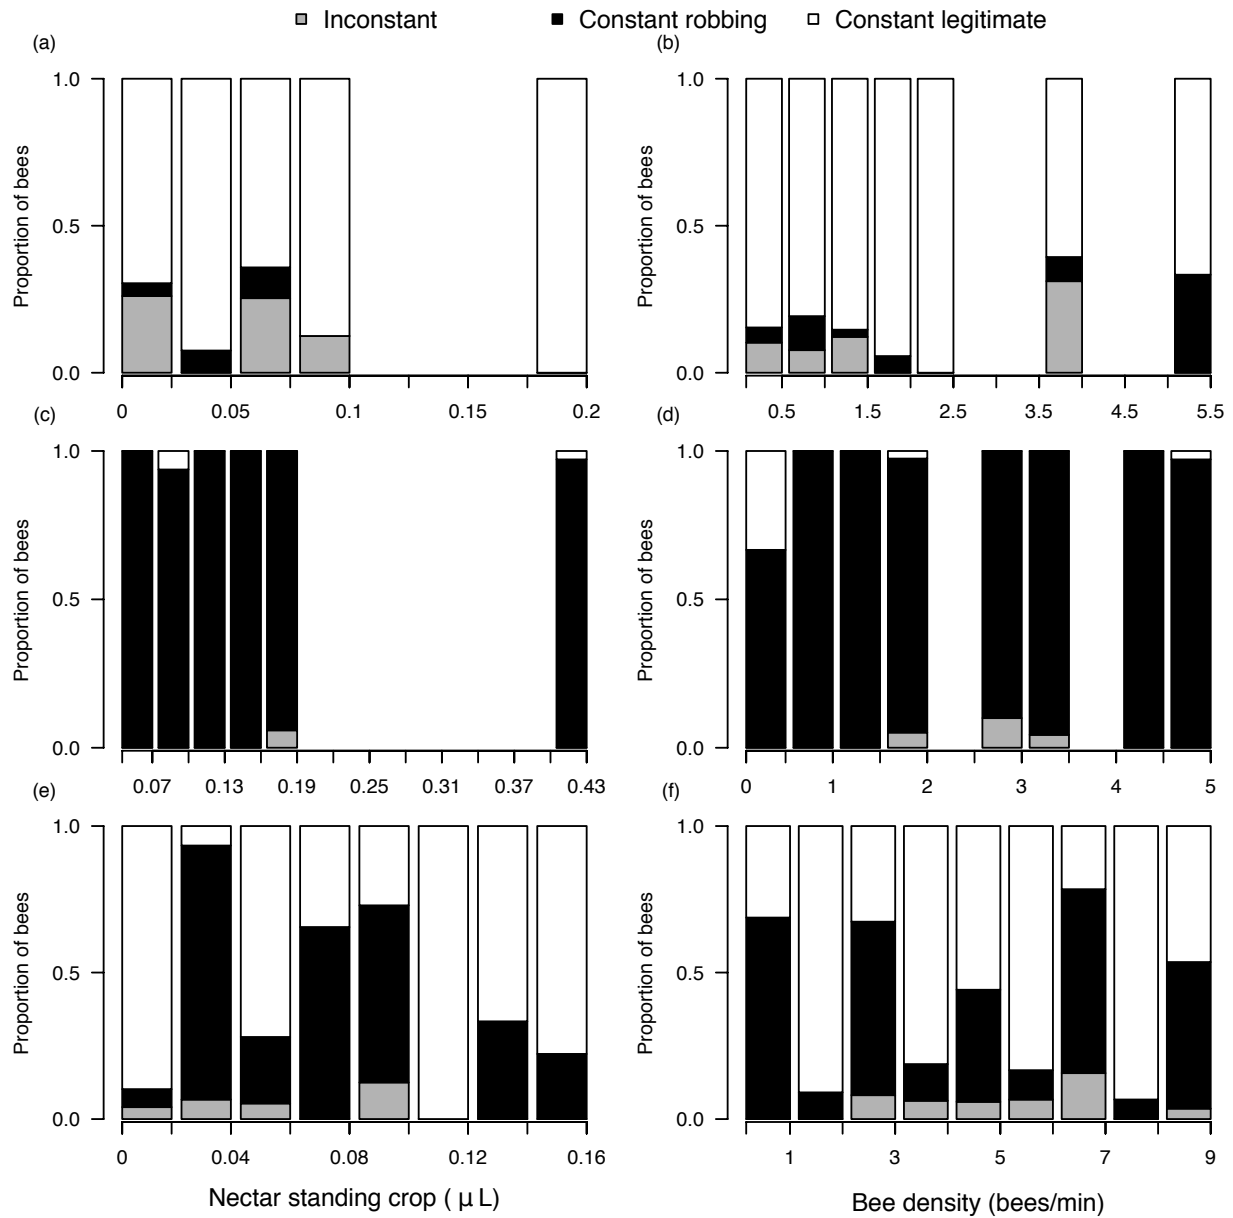 Inconstant Constant robbing Constant legitimate
(a)
1.0
0.5
0.0
Proportion of bees
0 0.05 0.1 0.15 0.2
(b)
1.0
0.5
0.0
Proportion of bees
0.5 1.5 2.5 3.5 4.5 5.5
(c)
1.0
0.5
0.0
Proportion of bees
0.07 0.13 0.19 0.25 0.31 0.37 0.43
(d)
1.0
0.5
0.0
Proportion of bees
0 1 2 3 4 5
(e)
1.0
0.5
0.0
Proportion of bees
0 0.04 0.08 0.12 0.16
Nectar standing crop ( μ L)
(f)
1.0
0.5
0.0
Proportion of bees
1 3 5 7 9
Bee density (bees/min)